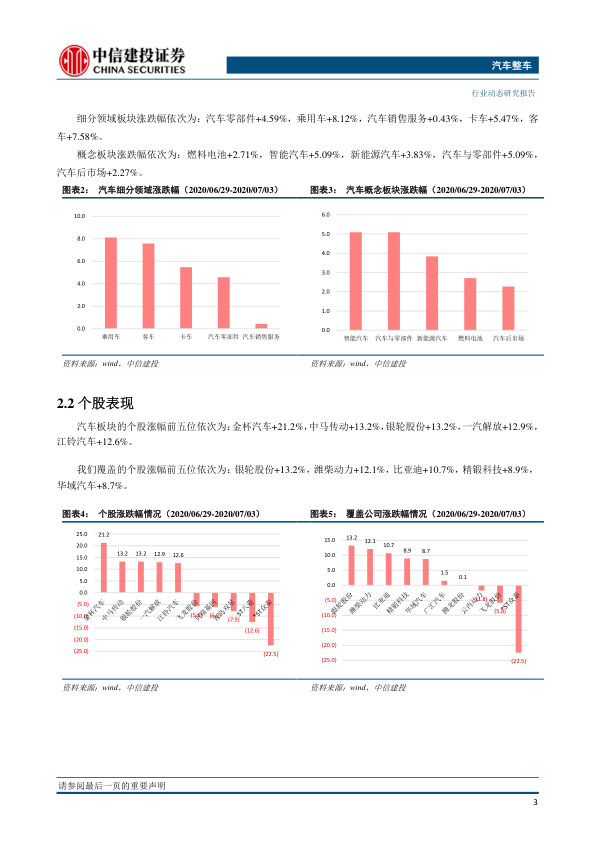 中信建投证券
CHINA SECURITIES
汽车整车
行业动态研究报告
细分领域板块涨跌幅依次为：汽车零部件+4.59%，乘用车+8.12%，汽车销售服务+0.43%，卡车+5.47%，客
车+7.58%。
概念板块涨跌幅依次为：燃料电池+2.71%，智能汽车+5.09%，新能源汽车+3.83%，汽车与零部件+5.09%，
汽车后市场+2.27%。
图表2： 汽车细分领域涨跌幅（2020/06/29-2020/07/03）
10.0
8.0
6.0
4.0
2.0
0.0
乘用车 客车 卡车 汽车零部件 汽车销售服务
资料来源：wind，中信建投
图表3： 汽车概念板块涨跌幅（2020/06/29-2020/07/03）
6.0
5.0
4.0
3.0
2.0
1.0
0.0
智能汽车 汽车与零部件 新能源汽车 燃料电池 汽车后市场
资料来源：wind，中信建投
2.2 个股表现
汽车板块的个股涨幅前五位依次为：金杯汽车+21.2%，中马传动+13.2%，银轮股份+13.2%，一汽解放+12.9%，
江铃汽车+12.6%。
我们覆盖的个股涨幅前五位依次为：银轮股份+13.2%，潍柴动力+12.1%，比亚迪+10.7%，精锻科技+8.9%，
华域汽车+8.7%。
图表4： 个股涨跌幅情况（2020/06/29-2020/07/03）
25.0
20.0
15.0
10.0
5.0
0.0
(5.0)
(10.0)
(15.0)
(20.0)
(25.0)
21.2 13.2 13.2 12.9 12.6
(7.9) (12.6) (22.5)
金杯汽车 中马传动 银轮股份 一汽解放 江铃汽车 飞龙股份 *ST众泰
资料来源：wind，中信建投
图表5： 覆盖公司涨跌幅情况（2020/06/29-2020/07/03）
15.0
10.0
5.0
0.0
(5.0)
(10.0)
(15.0)
(20.0)
(25.0)
13.2 12.1 10.7 8.9 8.7 1.5 0.1 (22.5)
银轮股份 潍柴动力 比亚迪 精锻科技 华域汽车 广汇汽车 腾龙股份 云内动力 飞龙股份 *ST众泰
资料来源：wind，中信建投
请参阅最后一页的重要声明
3